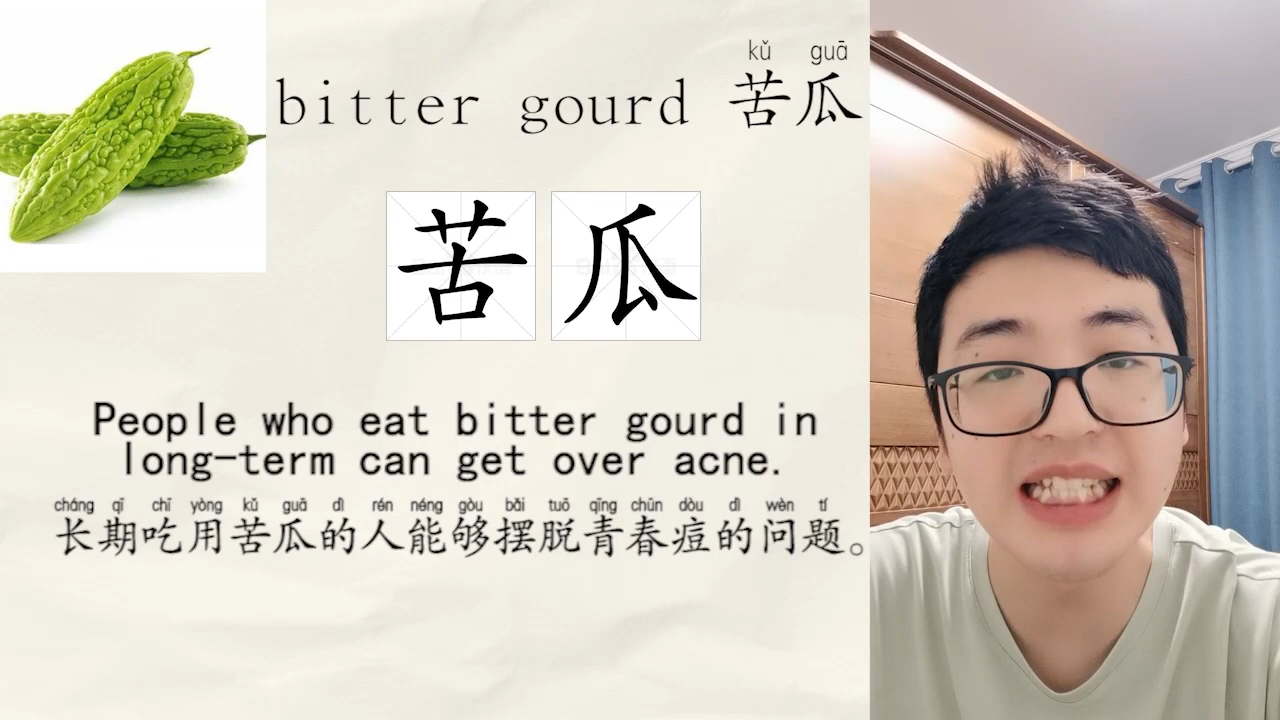 kǔ guā
bitter gourd 苦瓜
苦 瓜
People who eat bitter gourd in
long-term can get over acne.
cháng qī chī yòng kǔ guā dì rén néng gòu bǎi tuō qīng chūn dòu dì wèn tí
长期吃用苦瓜的人能够摆脱青春痘的问题。